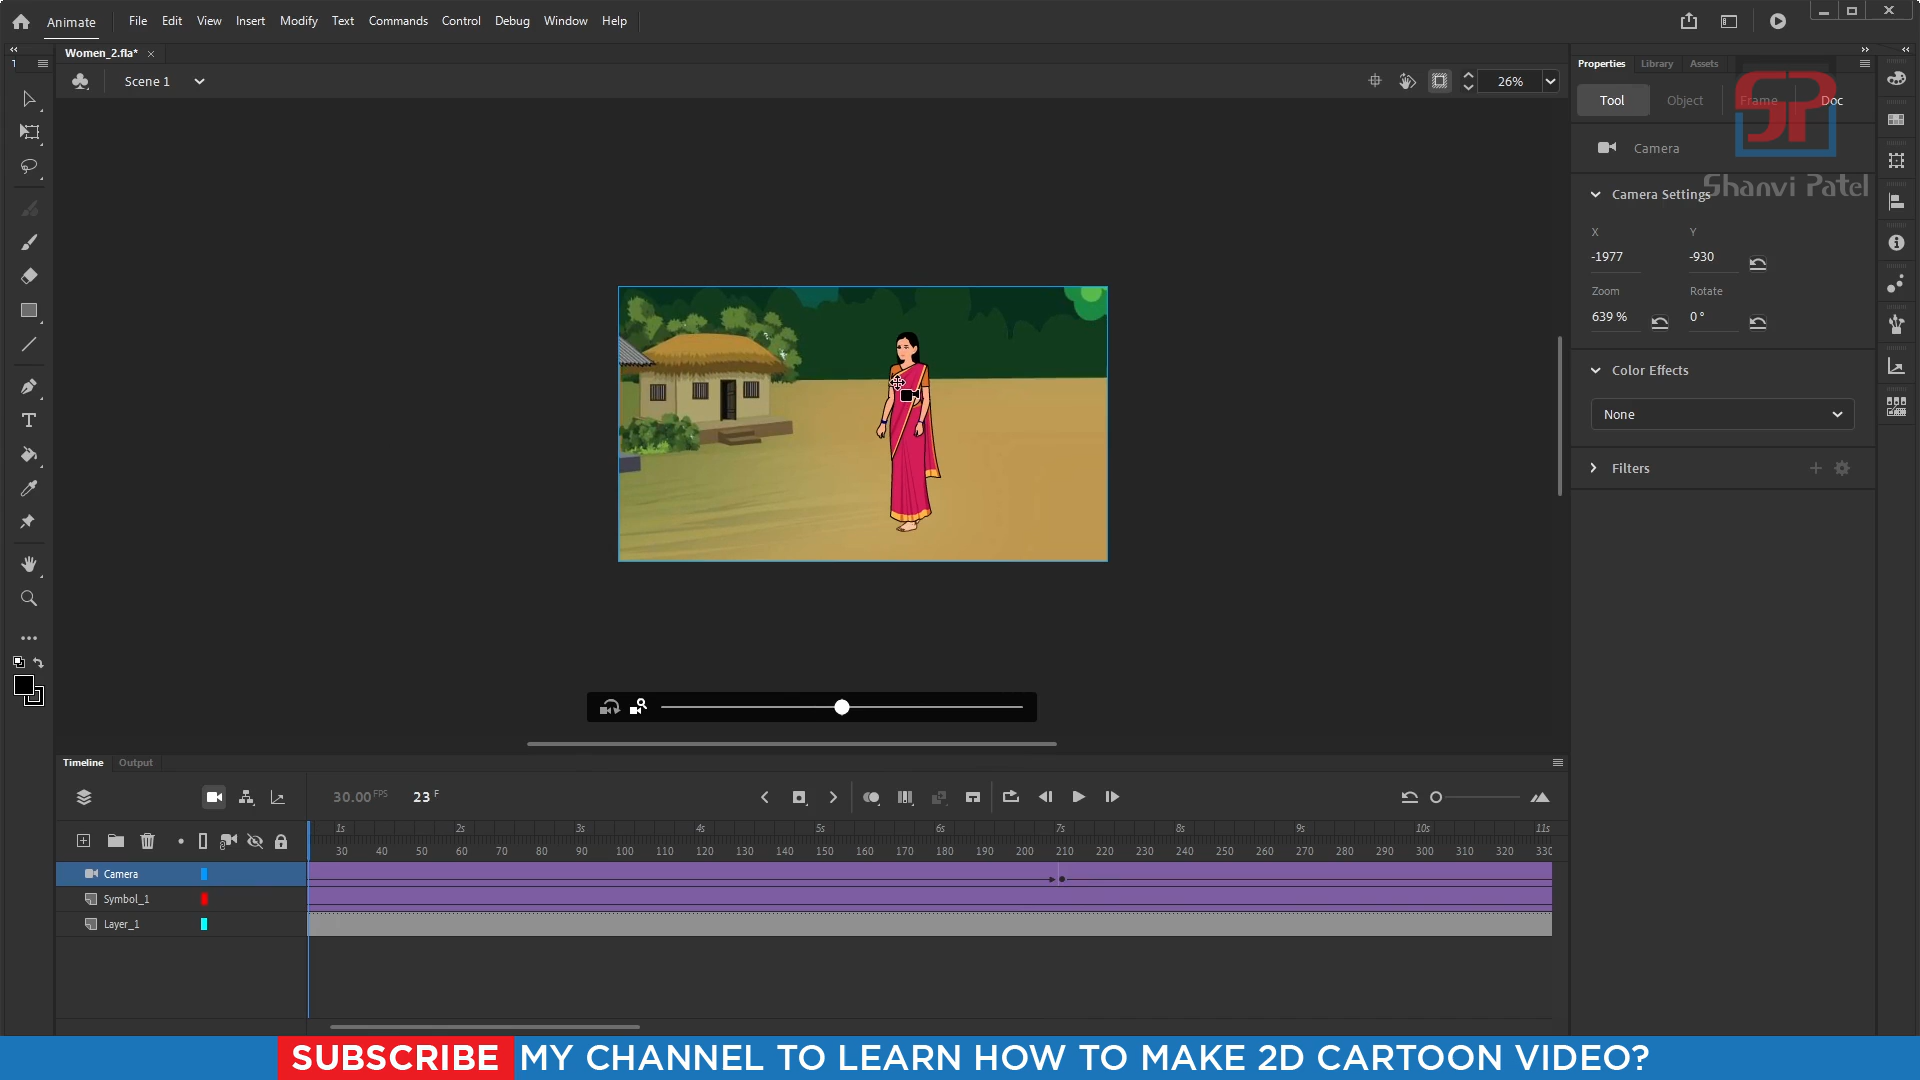 Animate File Edit View Insert Modify Text Commands Control Debug Window Help
Women_2.fla*
Scene 1
26%
Properties Library Assets
Tool Object Frame Doc
SP
Camera
Shanvi Patel
Camera Settings
X Y
-1977 -930
Zoom Rotate
639 % 0 °
Color Effects
None
Filters
Timeline Output
30.00 FPS 23 F
1s 2s 3s 4s 5s 6s 7s 8s 9s 10s 11s
30 40 50 60 70 80 90 100 110 120 130 140 150 160 170 180 190 200 210 220 230 240 250 260 270 280 290 300 310 320 330
Camera
Symbol_1
Layer_1
SUBSCRIBE MY CHANNEL TO LEARN HOW TO MAKE 2D CARTOON VIDEO?